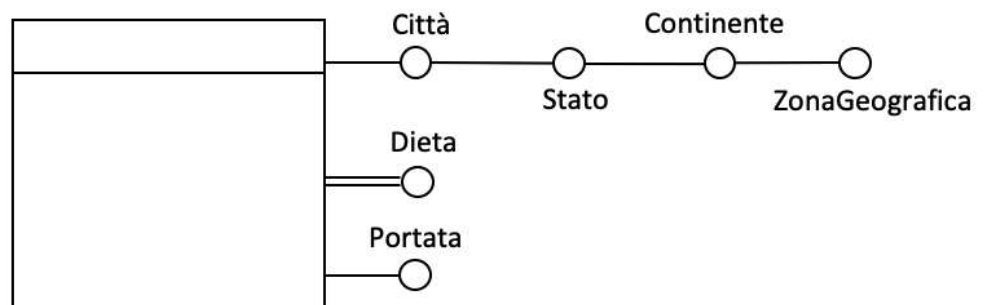 Città
Continente
Stato
ZonaGeografica
Dieta
Portata